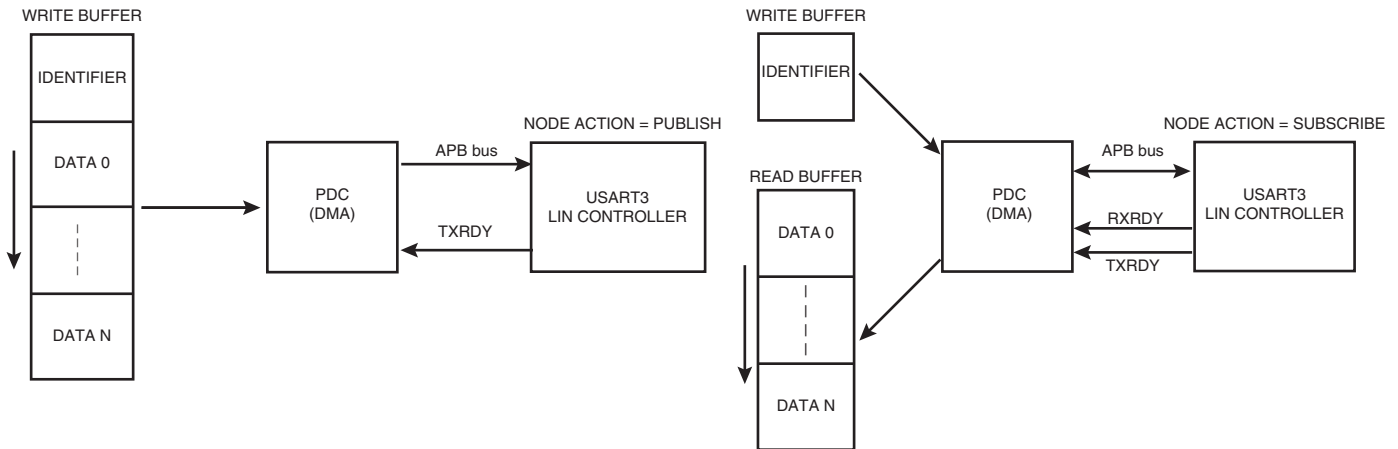 WRITE BUFFER
IDENTIFIER
DATA 0
DATA N
PDC
(DMA)
APB bus
TXRDY
NODE ACTION = PUBLISH
USART3
LIN CONTROLLER
WRITE BUFFER
IDENTIFIER
READ BUFFER
DATA 0
DATA N
PDC
(DMA)
APB bus
RXRDY
TXRDY
NODE ACTION = SUBSCRIBE
USART3
LIN CONTROLLER